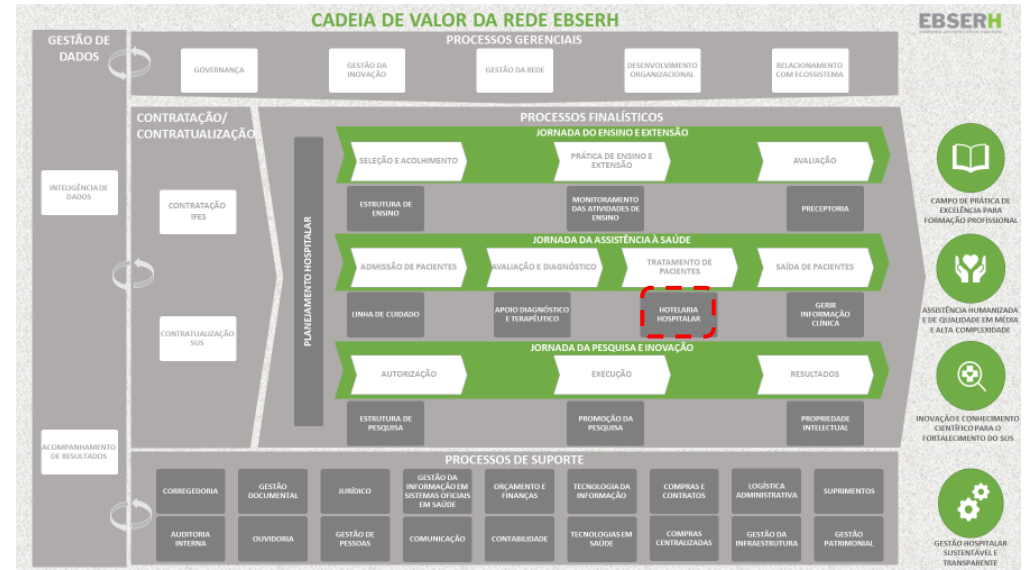 CADEIA DE VALOR DA REDE EBSERH
EBSERH
GESTÃO DE
DADOS
INTELIGÊNCIA DE
DADOS
ACOMPANHAMENTO
DE RESULTADOS
PROCESSOS GERENCIAIS
GOVERNANÇA
GESTÃO DA
INOVAÇÃO
GESTÃO DA REDE
DESENVOLVIMENTO
ORGANIZACIONAL
RELACIONAMENTO
COM ECOSSISTEMA
CONTRATAÇÃO/
CONTRATUALIZAÇÃO
CONTRATAÇÃO
IFES
CONTRATUALIZAÇÃO
SUS
PROCESSOS FINALÍSTICOS
PLANEJAMENTO HOSPITALAR
JORNADA DO ENSINO E EXTENSÃO
SELEÇÃO E ACOLHIMENTO
PRÁTICA DE ENSINO E
EXTENSÃO
AVALIAÇÃO
ESTRUTURA DE
ENSINO
MONITORAMENTO
DAS ATIVIDADES DE
ENSINO
PRECEPTORIA
JORNADA DA ASSISTÊNCIA À SAÚDE
ADMISSÃO DE PACIENTES
AVALIAÇÃO E DIAGNÓSTICO
TRATAMENTO DE
PACIENTES
SAÍDA DE PACIENTES
LINHA DE CUIDADO
APOIO DIAGNÓSTICO
E TERAPÊUTICO
HOTELARIA
HOSPITALAR
GERIR
INFORMAÇÃO
CLÍNICA
JORNADA DA PESQUISA E INOVAÇÃO
AUTORIZAÇÃO
EXECUÇÃO
RESULTADOS
ESTRUTURA DE
PESQUISA
PROMOÇÃO DA
PESQUISA
PROPRIEDADE
INTELECTUAL
PROCESSOS DE SUPORTE
CORREGEDORIA
GESTÃO
DOCUMENTAL
JURÍDICO
GESTÃO DA
INFORMAÇÃO EM
SISTEMAS OFICIAIS
EM SAÚDE
ORÇAMENTO E
FINANÇAS
TECNOLOGIA DA
INFORMAÇÃO
COMPRAS E
CONTRATOS
LOGÍSTICA
ADMINISTRATIVA
SUPRIMENTOS
AUDITORIA
INTERNA
OUVIDORIA
GESTÃO DE
PESSOAS
COMUNICAÇÃO
CONTABILIDADE
TECNOLOGIAS EM
SAÚDE
COMPRAS
CENTRALIZADAS
GESTÃO DA
INFRAESTRUTURA
GESTÃO
PATRIMONIAL
CAMPO DE PRÁTICA DE
EXCELÊNCIA PARA
FORMAÇÃO PROFISSIONAL
ASSISTÊNCIA HUMANIZADA
E DE QUALIDADE EM MÉDIA
E ALTA COMPLEXIDADE
INOVAÇÃO E CONHECIMENTO
CIENTÍFICO PARA O
FORTALECIMENTO DO SUS
GESTÃO HOSPITALAR
SUSTENTÁVEL E
TRANSPARENTE